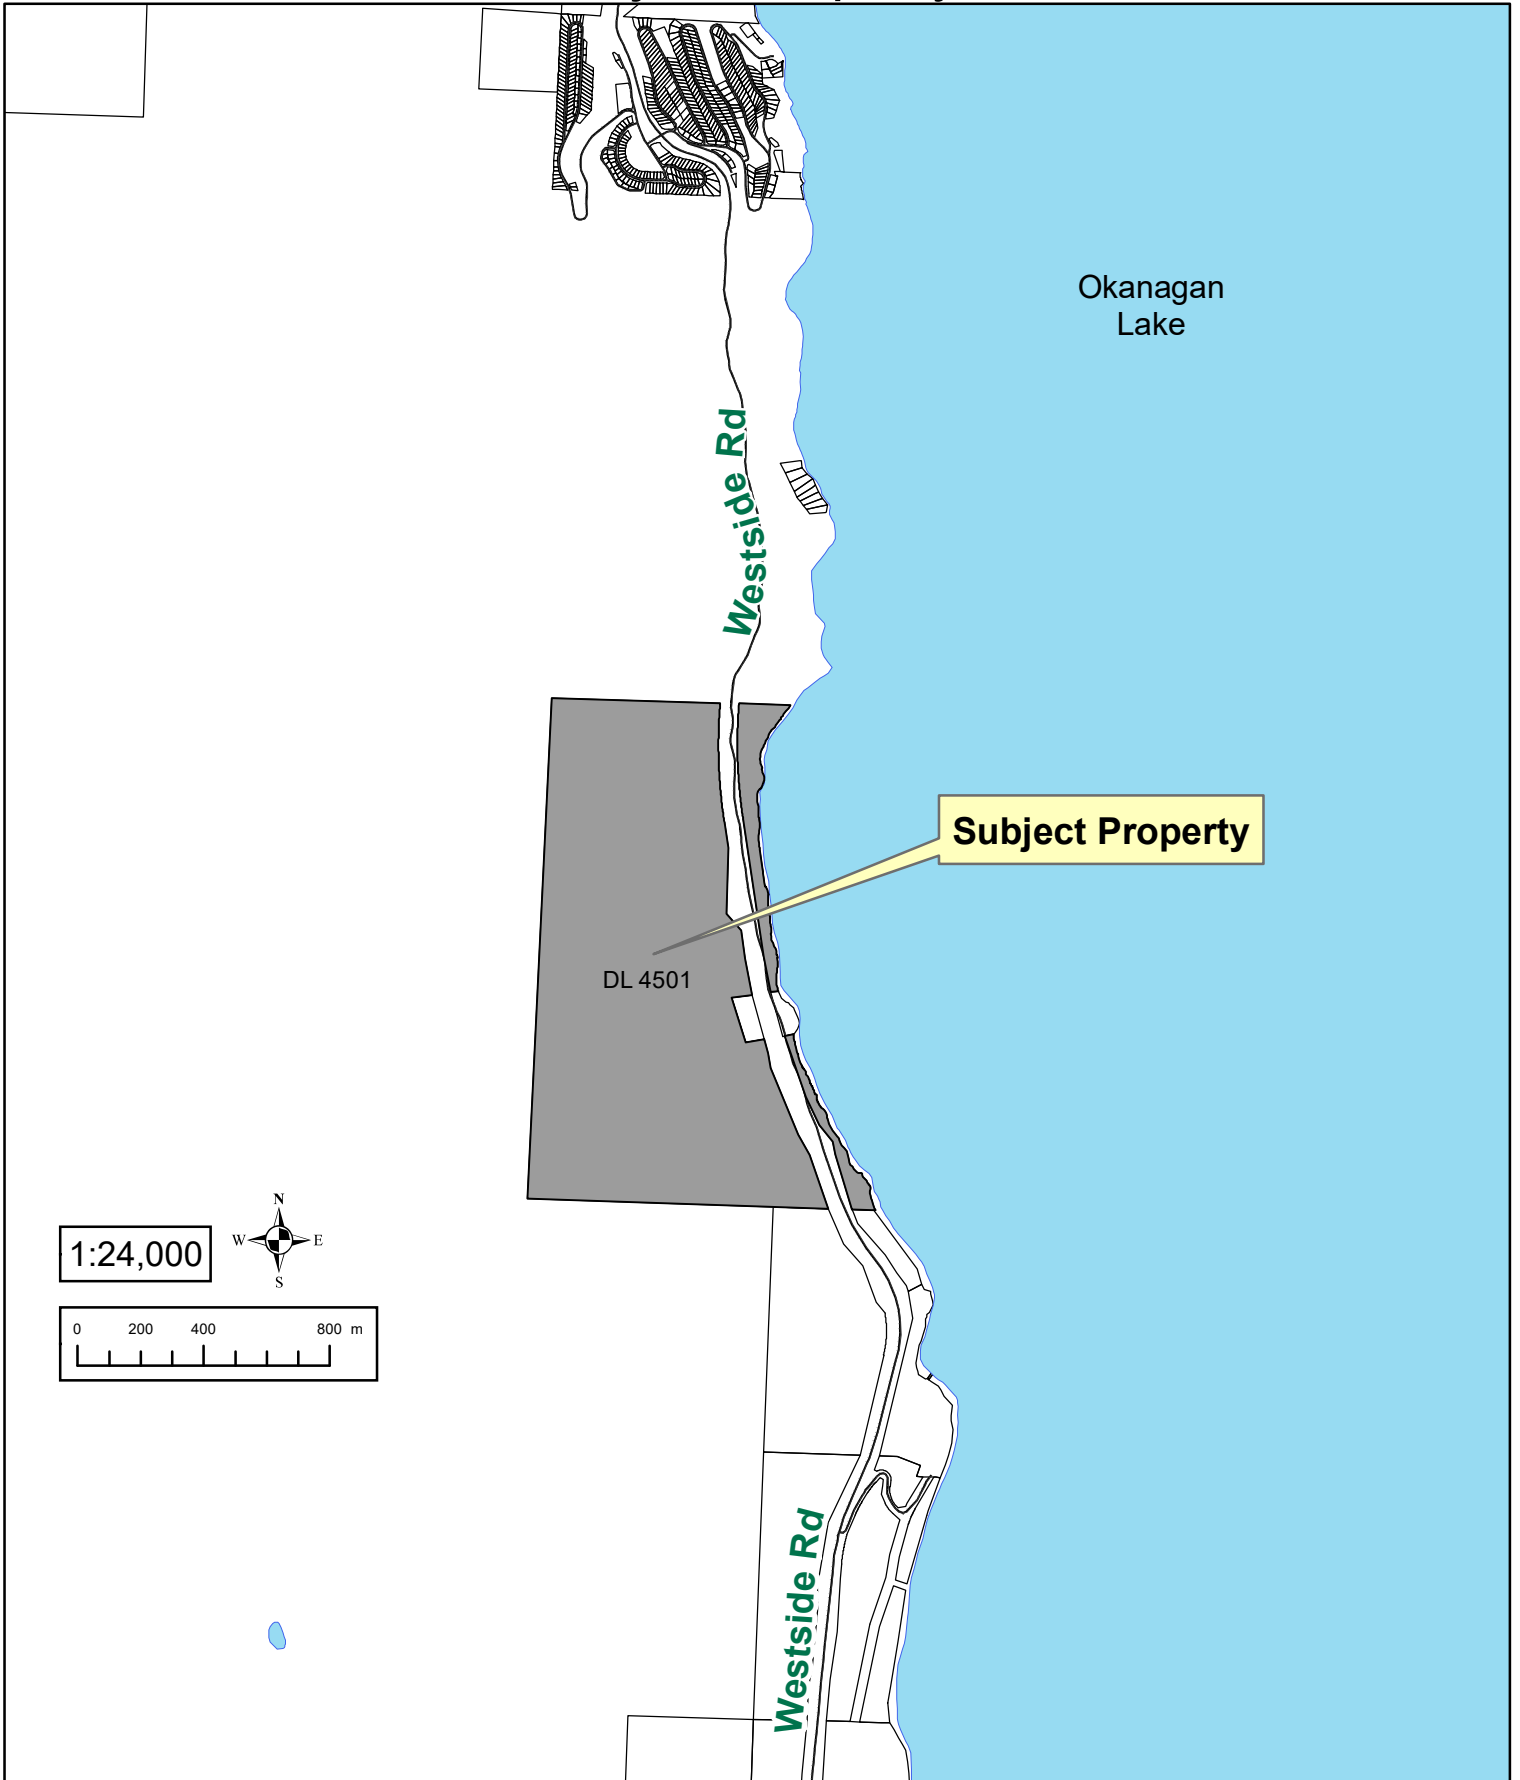 Okanagan
Lake
Westside Rd
Subject Property
DL 4501
N
W E
S
1:24,000
0 200 400 800 m
Westside Rd